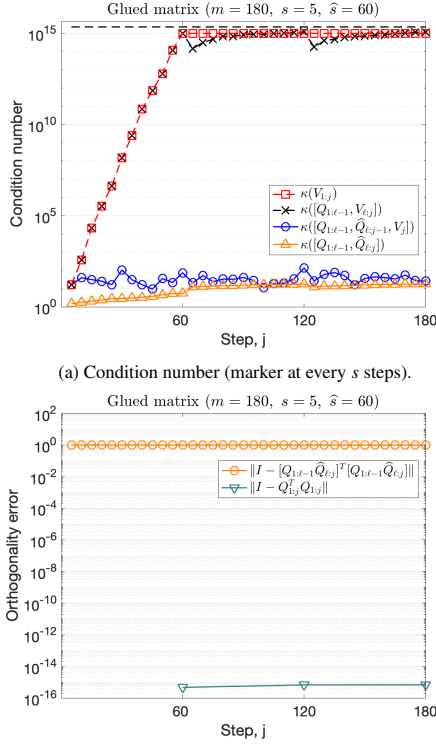 Glued matrix (m = 180, s = 5, ŝ = 60)
Condition number
10^15
10^10
10^5
10^0
κ(V_{1:j})
κ([Q_{1:ℓ−1}, V_{ℓ:j}])
κ([Q_{1:ℓ−1}, Q̂_{ℓ:j−1}, V_j])
κ([Q_{1:ℓ−1}, Q̂_{ℓ:j}])
60
120
180
Step, j
(a) Condition number (marker at every s steps).
Glued matrix (m = 180, s = 5, ŝ = 60)
Orthogonality error
10^2
10^0
10^−2
10^−4
10^−6
10^−8
10^−10
10^−12
10^−14
10^−16
‖I − [Q_{1:ℓ−1}Q̂_{ℓ:j}]^T[Q_{1:ℓ−1}Q̂_{ℓ:j}]‖
‖I − Q^T_{1:j}Q_{1:j}‖
60
120
180
Step, j